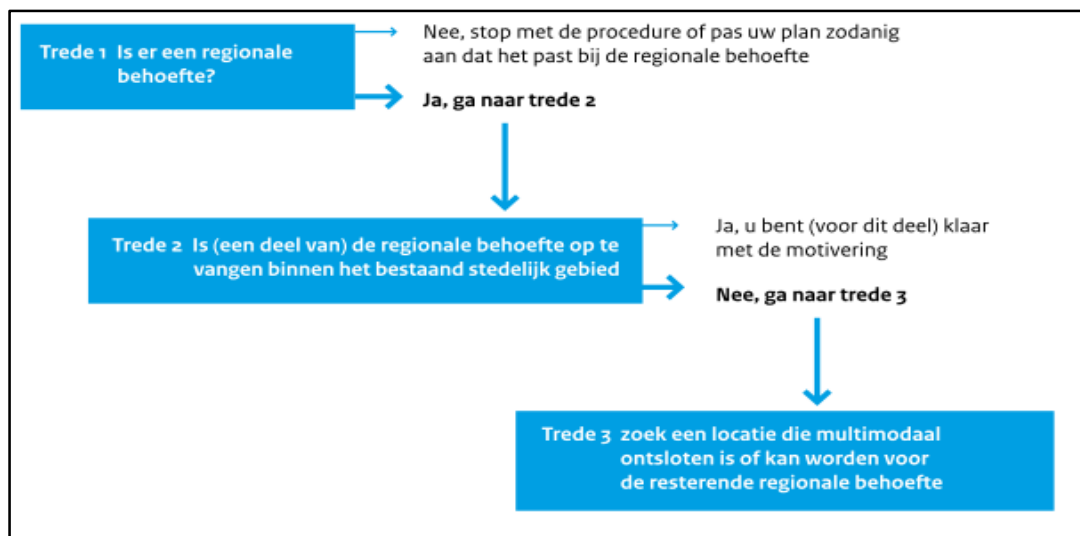 Trede 1 Is er een regionale
behoefte?
Nee, stop met de procedure of pas uw plan zodanig
aan dat het past bij de regionale behoefte
Ja, ga naar trede 2
Trede 2 Is (een deel van) de regionale behoefte op te
vangen binnen het bestaand stedelijk gebied
Ja, u bent (voor dit deel) klaar
met de motivering
Nee, ga naar trede 3
Trede 3 zoek een locatie die multimodaal
ontsloten is of kan worden voor
de resterende regionale behoefte